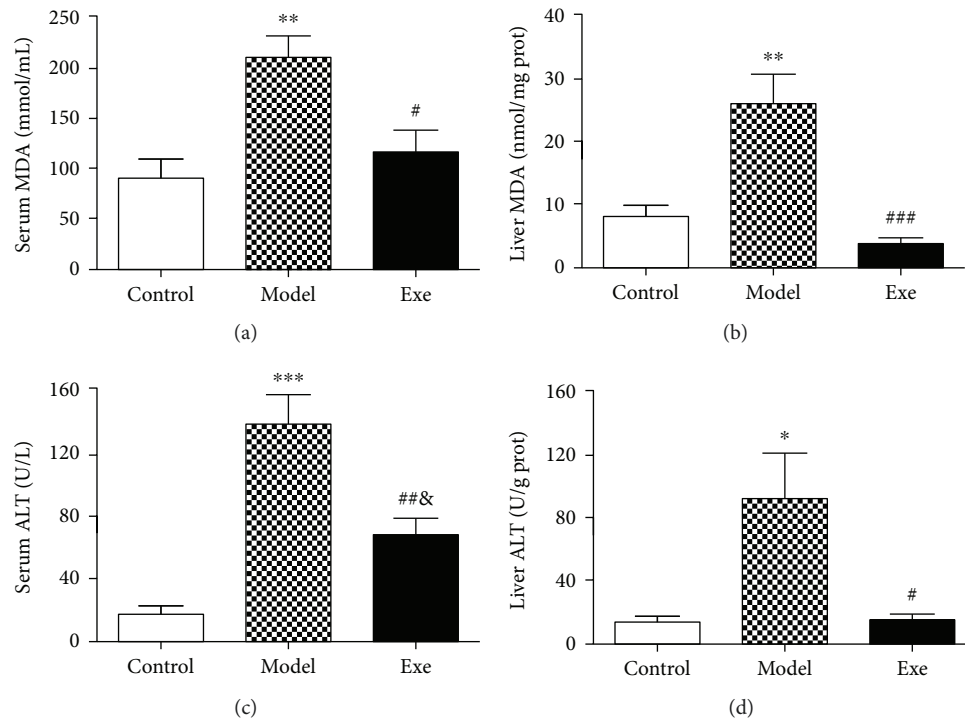 Serum MDA (mmol/mL)
250
200
150
100
50
0
**
#
Control Model Exe
(a)
Liver MDA (nmol/mg prot)
40
30
20
10
0
**
###
Control Model Exe
(b)
Serum ALT (U/L)
160
120
80
40
0
***
##&
Control Model Exe
(c)
Liver ALT (U/g prot)
160
120
80
40
0
*
#
Control Model Exe
(d)